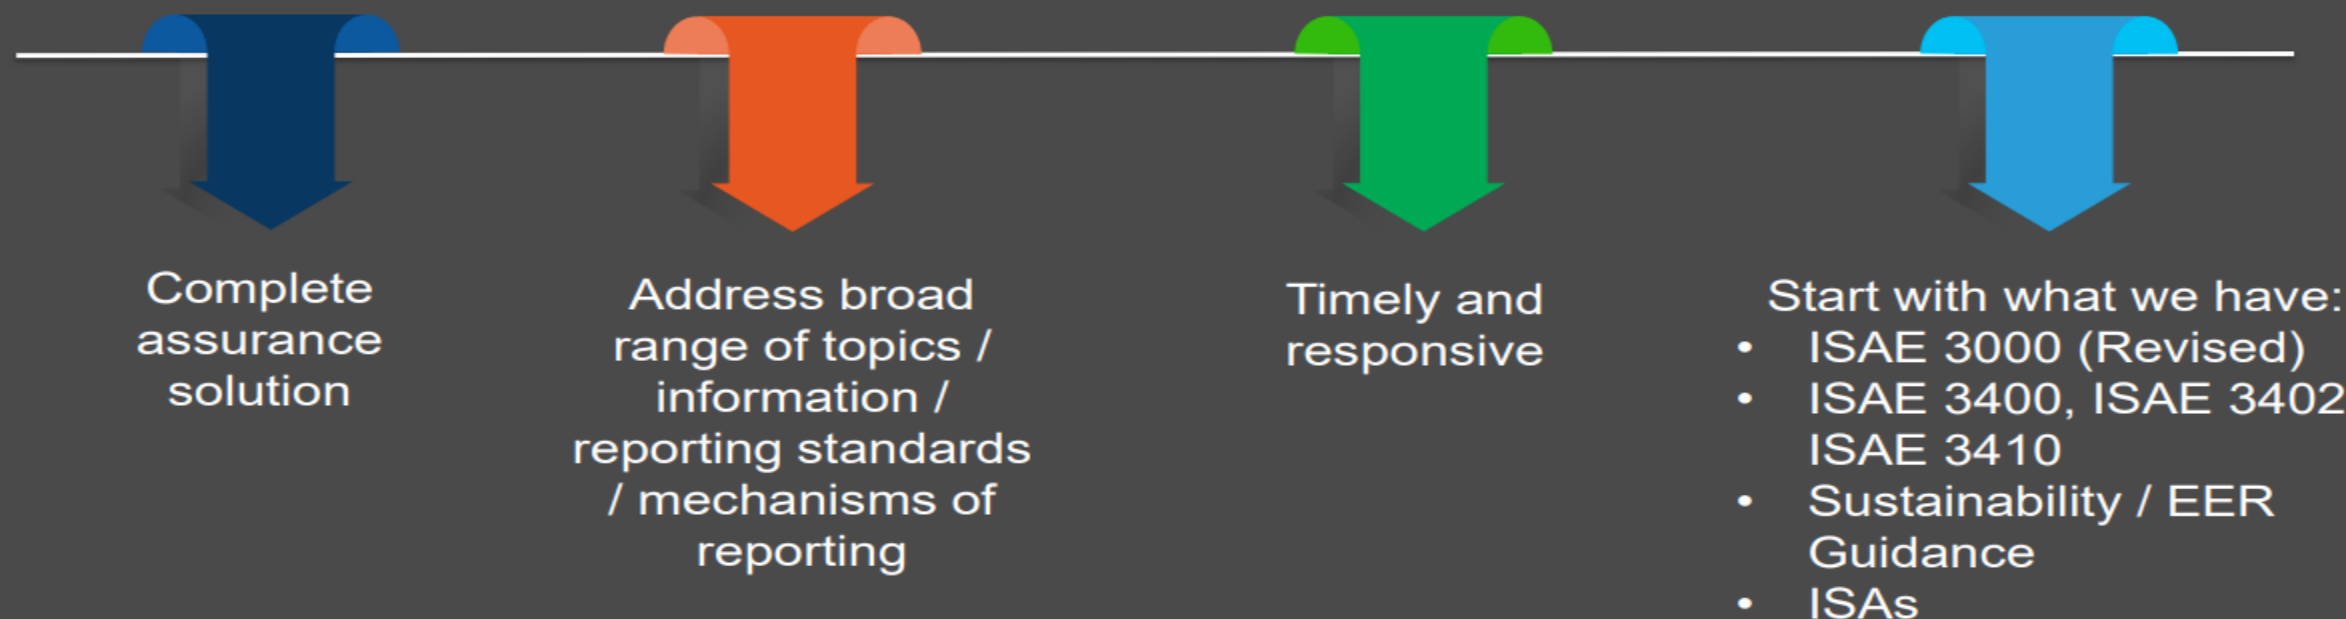 Complete
assurance
solution
Address broad
range of topics /
information /
reporting standards
/ mechanisms of
reporting
Timely and
responsive
Start with what we have:
• ISAE 3000 (Revised)
• ISAE 3400, ISAE 3402
ISAE 3410
• Sustainability / EER
Guidance
• ISAs